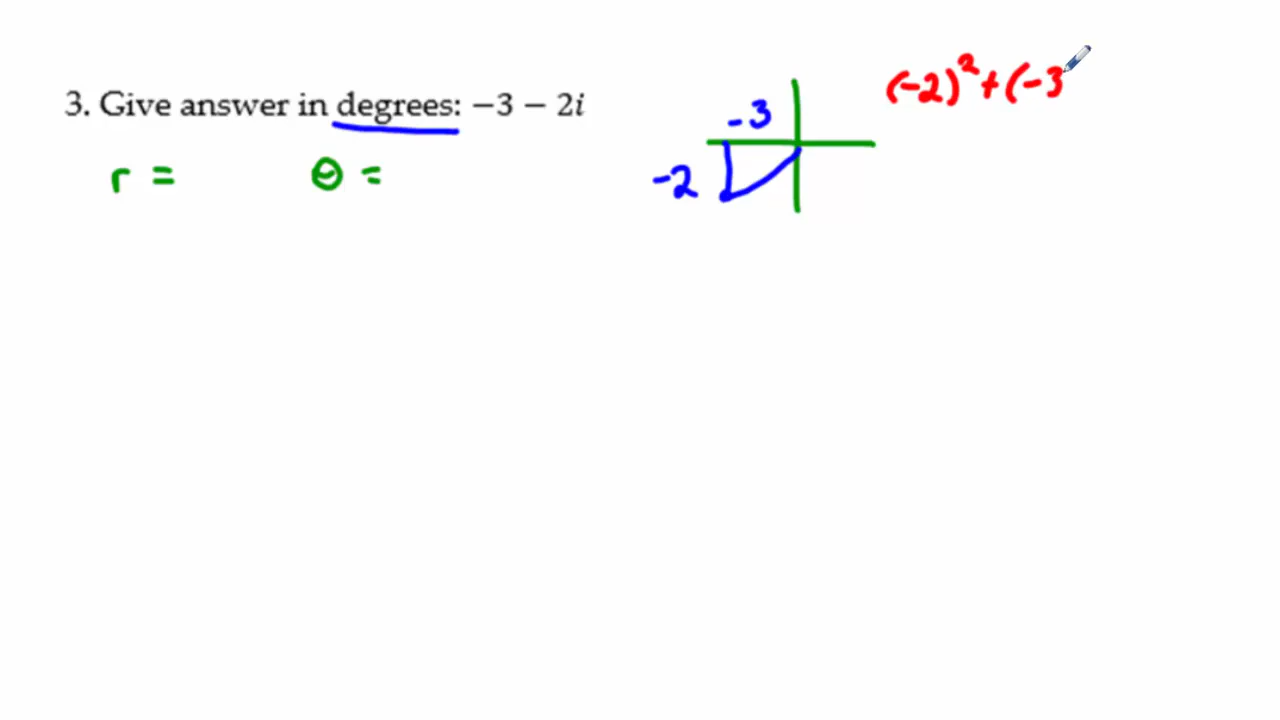 3. Give answer in degrees: −3 − 2i
r = θ =
-3
-2
(-2)² + (-3